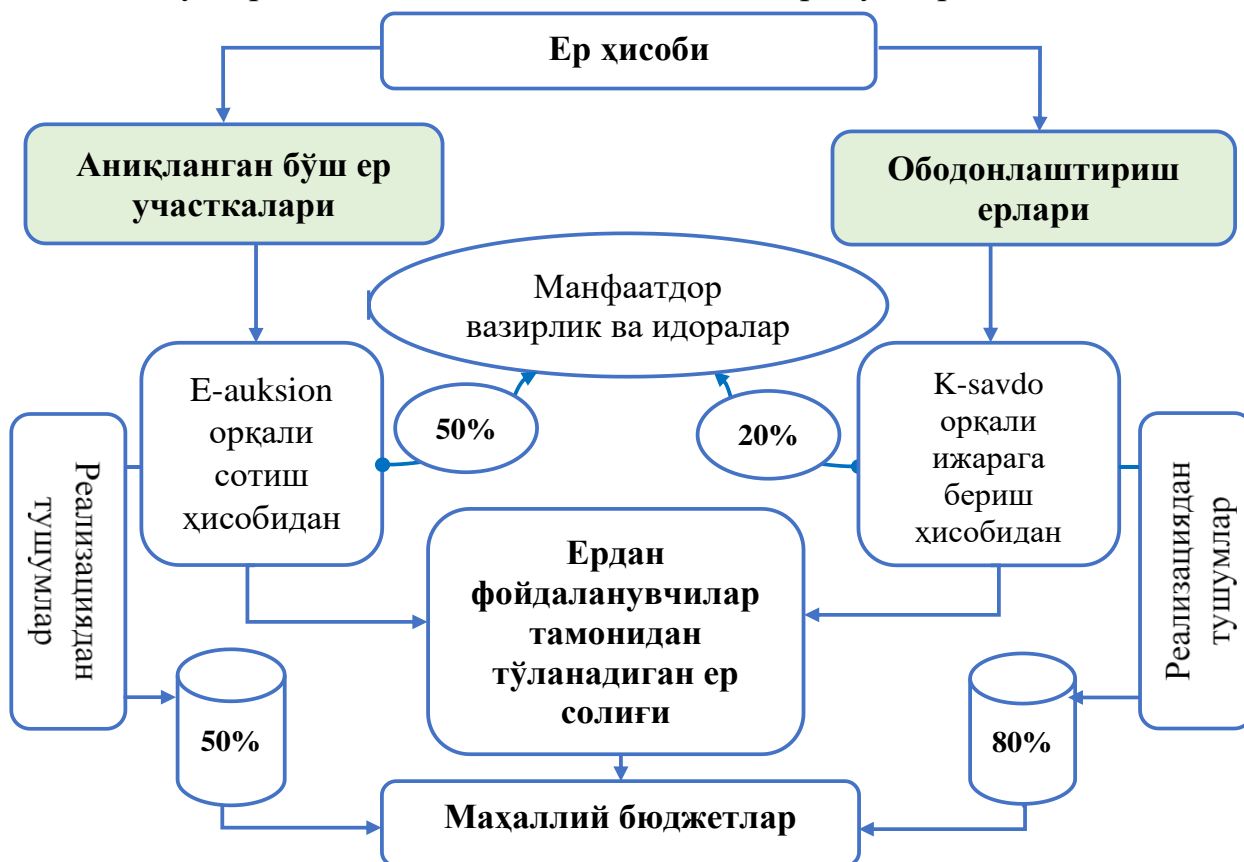 Ер ҳисоби
Аниқланган бўш ер
участкалари
Ободонлаштириш
ерлари
Манфаатдор
вазирлик ва идоралар
E-auksion
орқали
сотиш
ҳисобидан
50%
20%
K-savdo
орқали
ижарага
бериш
ҳисобидан
Реализациядан
тушумлар
Реализациядан
тушумлар
Ердан
фойдаланувчилар
тамонидан
тўланадиган ер
солиғи
50%
80%
Маҳаллий бюджетлар